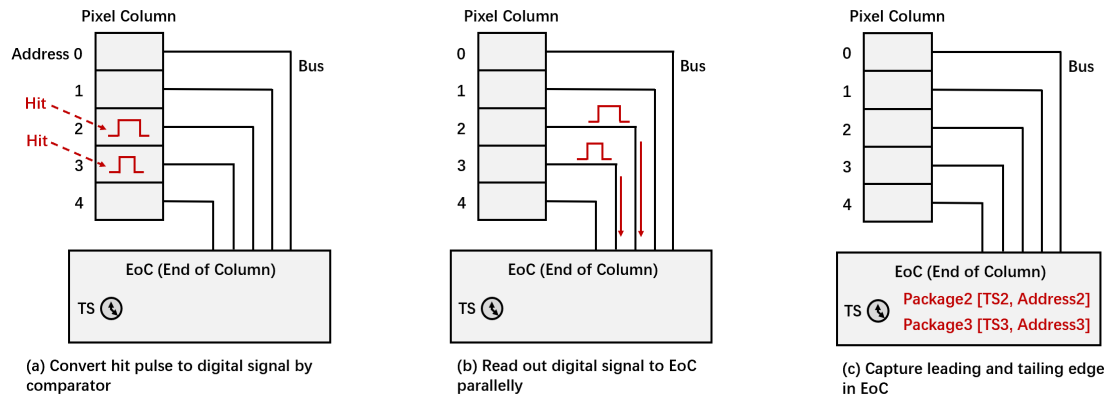 Pixel Column
Address 0
1
2
3
4
Hit
Hit
Bus
EoC (End of Column)
TS
(a) Convert hit pulse to digital signal by
comparator
Pixel Column
0
1
2
3
4
Bus
EoC (End of Column)
TS
(b) Read out digital signal to EoC
parallelly
Pixel Column
0
1
2
3
4
Bus
EoC (End of Column)
TS
Package2 [TS2, Address2]
Package3 [TS3, Address3]
(c) Capture leading and tailing edge
in EoC